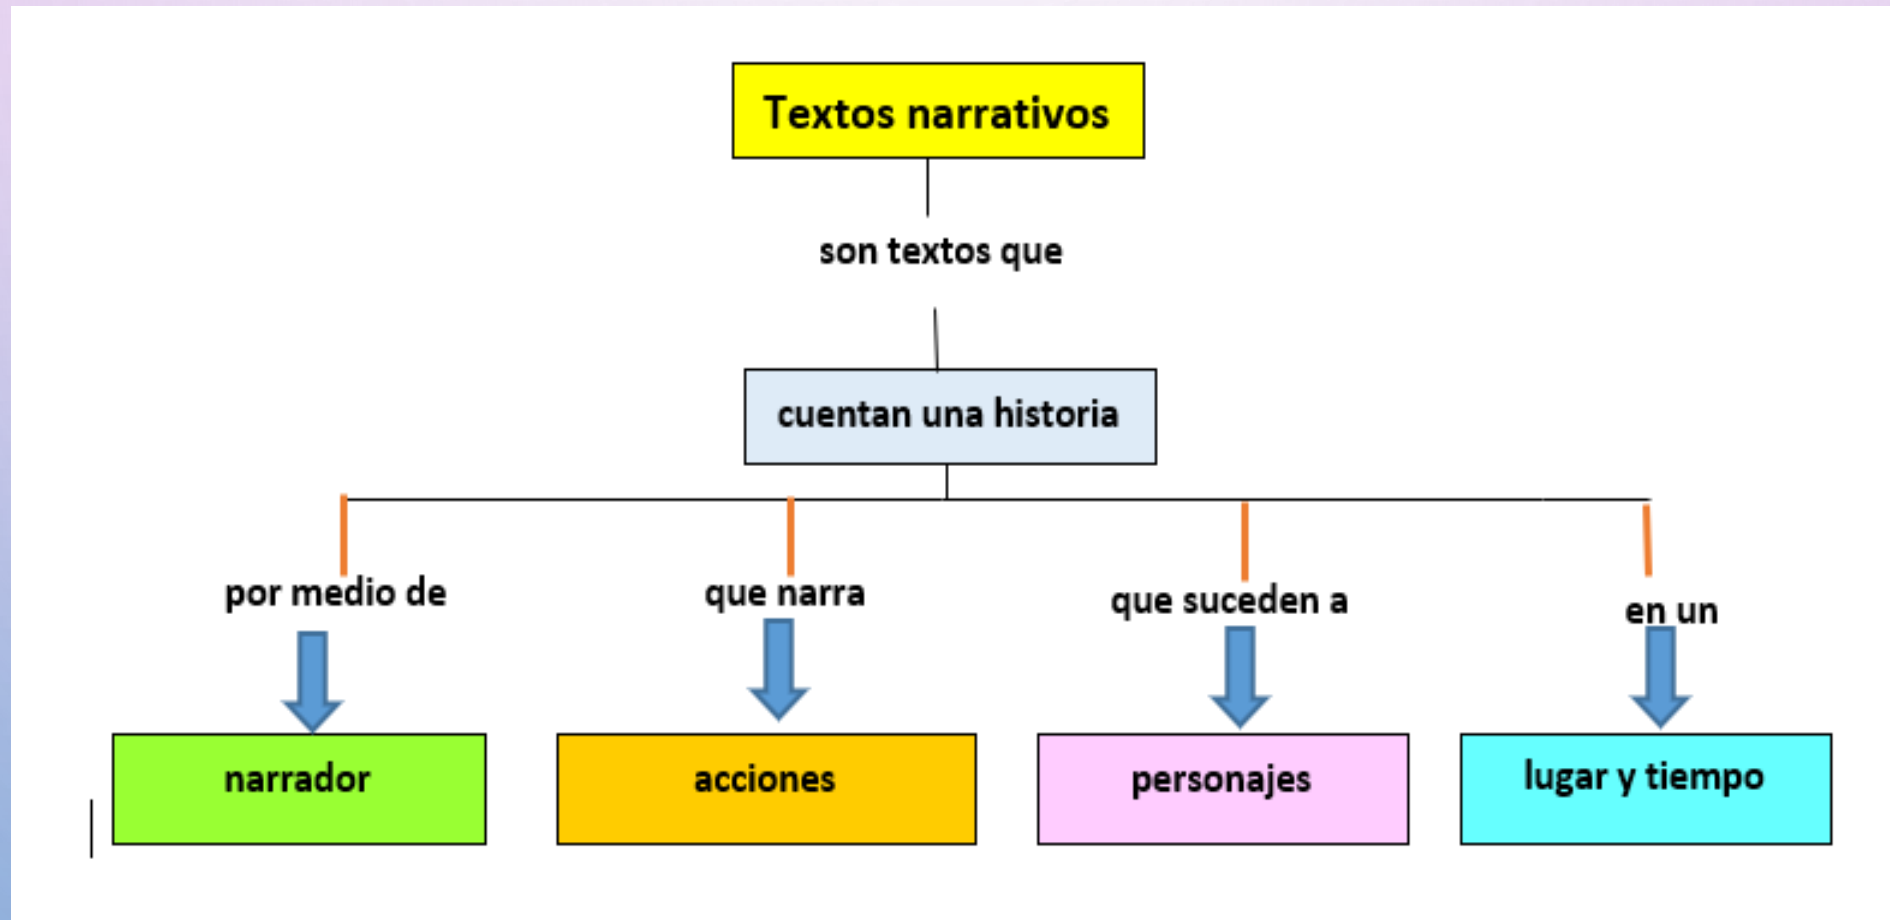 Textos narrativos
son textos que
cuentan una historia
por medio de
que narra
que suceden a
en un
narrador
acciones
personajes
lugar y tiempo